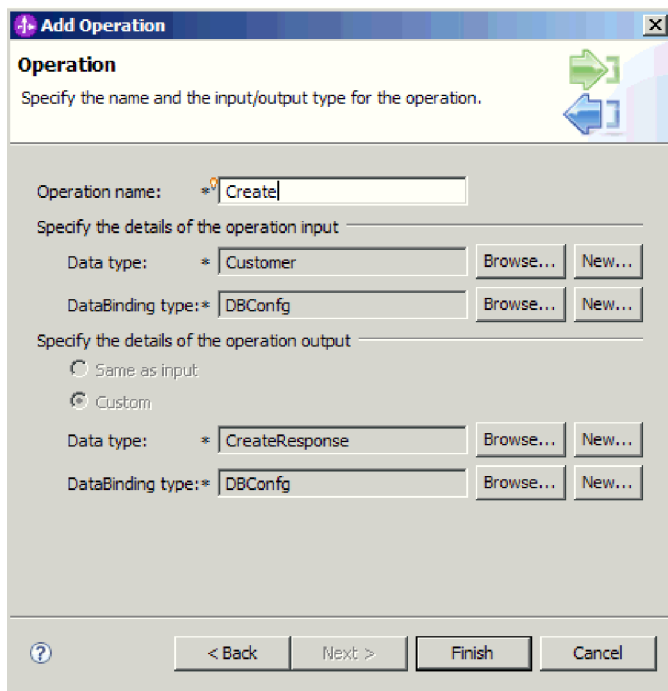 Add Operation
Operation
Specify the name and the input/output type for the operation.
Operation name: * Create
Specify the details of the operation input
Data type: * Customer Browse... New...
DataBinding type:* DBConfg Browse... New...
Specify the details of the operation output
Same as input
Custom
Data type: * CreateResponse Browse... New...
DataBinding type:* DBConfg Browse... New...
? < Back Next > Finish Cancel